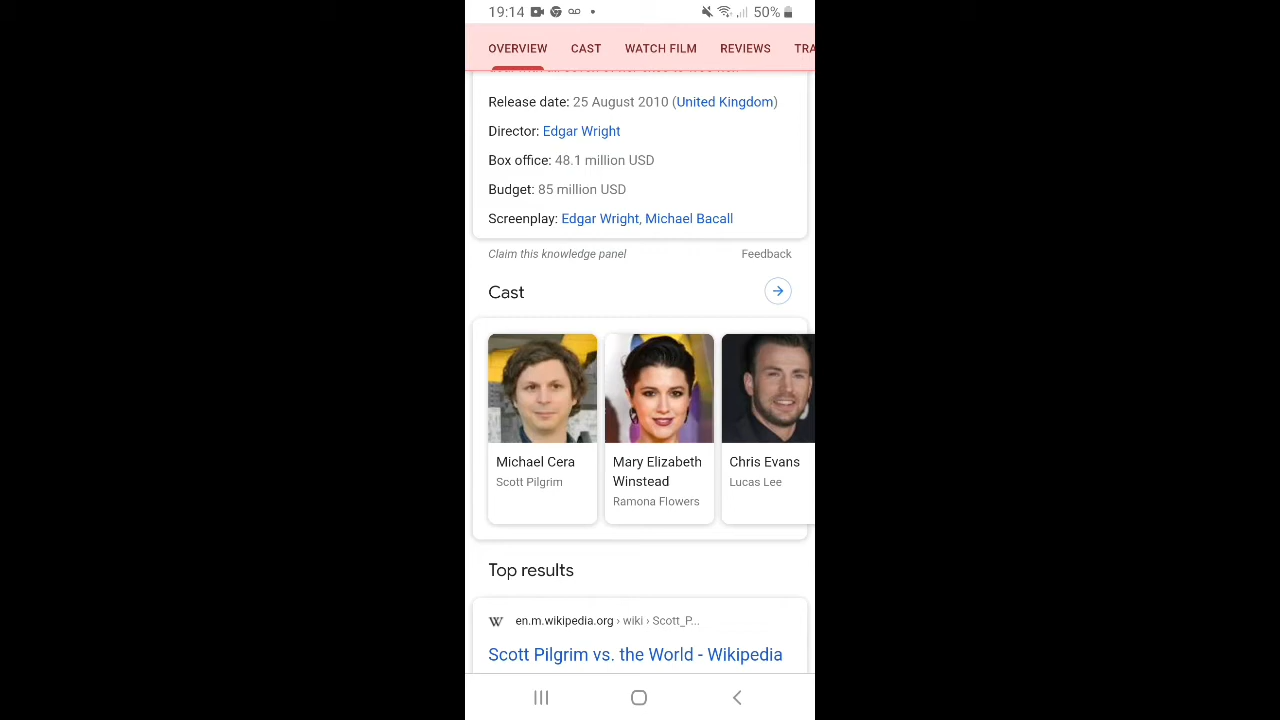 19:14 50%
OVERVIEW CAST WATCH FILM REVIEWS TRA
Release date: 25 August 2010 (United Kingdom)
Director: Edgar Wright
Box office: 48.1 million USD
Budget: 85 million USD
Screenplay: Edgar Wright, Michael Bacall
Claim this knowledge panel Feedback
Cast
Michael Cera
Scott Pilgrim
Mary Elizabeth
Winstead
Ramona Flowers
Chris Evans
Lucas Lee
Top results
W en.m.wikipedia.org › wiki › Scott_P...
Scott Pilgrim vs. the World - Wikipedia